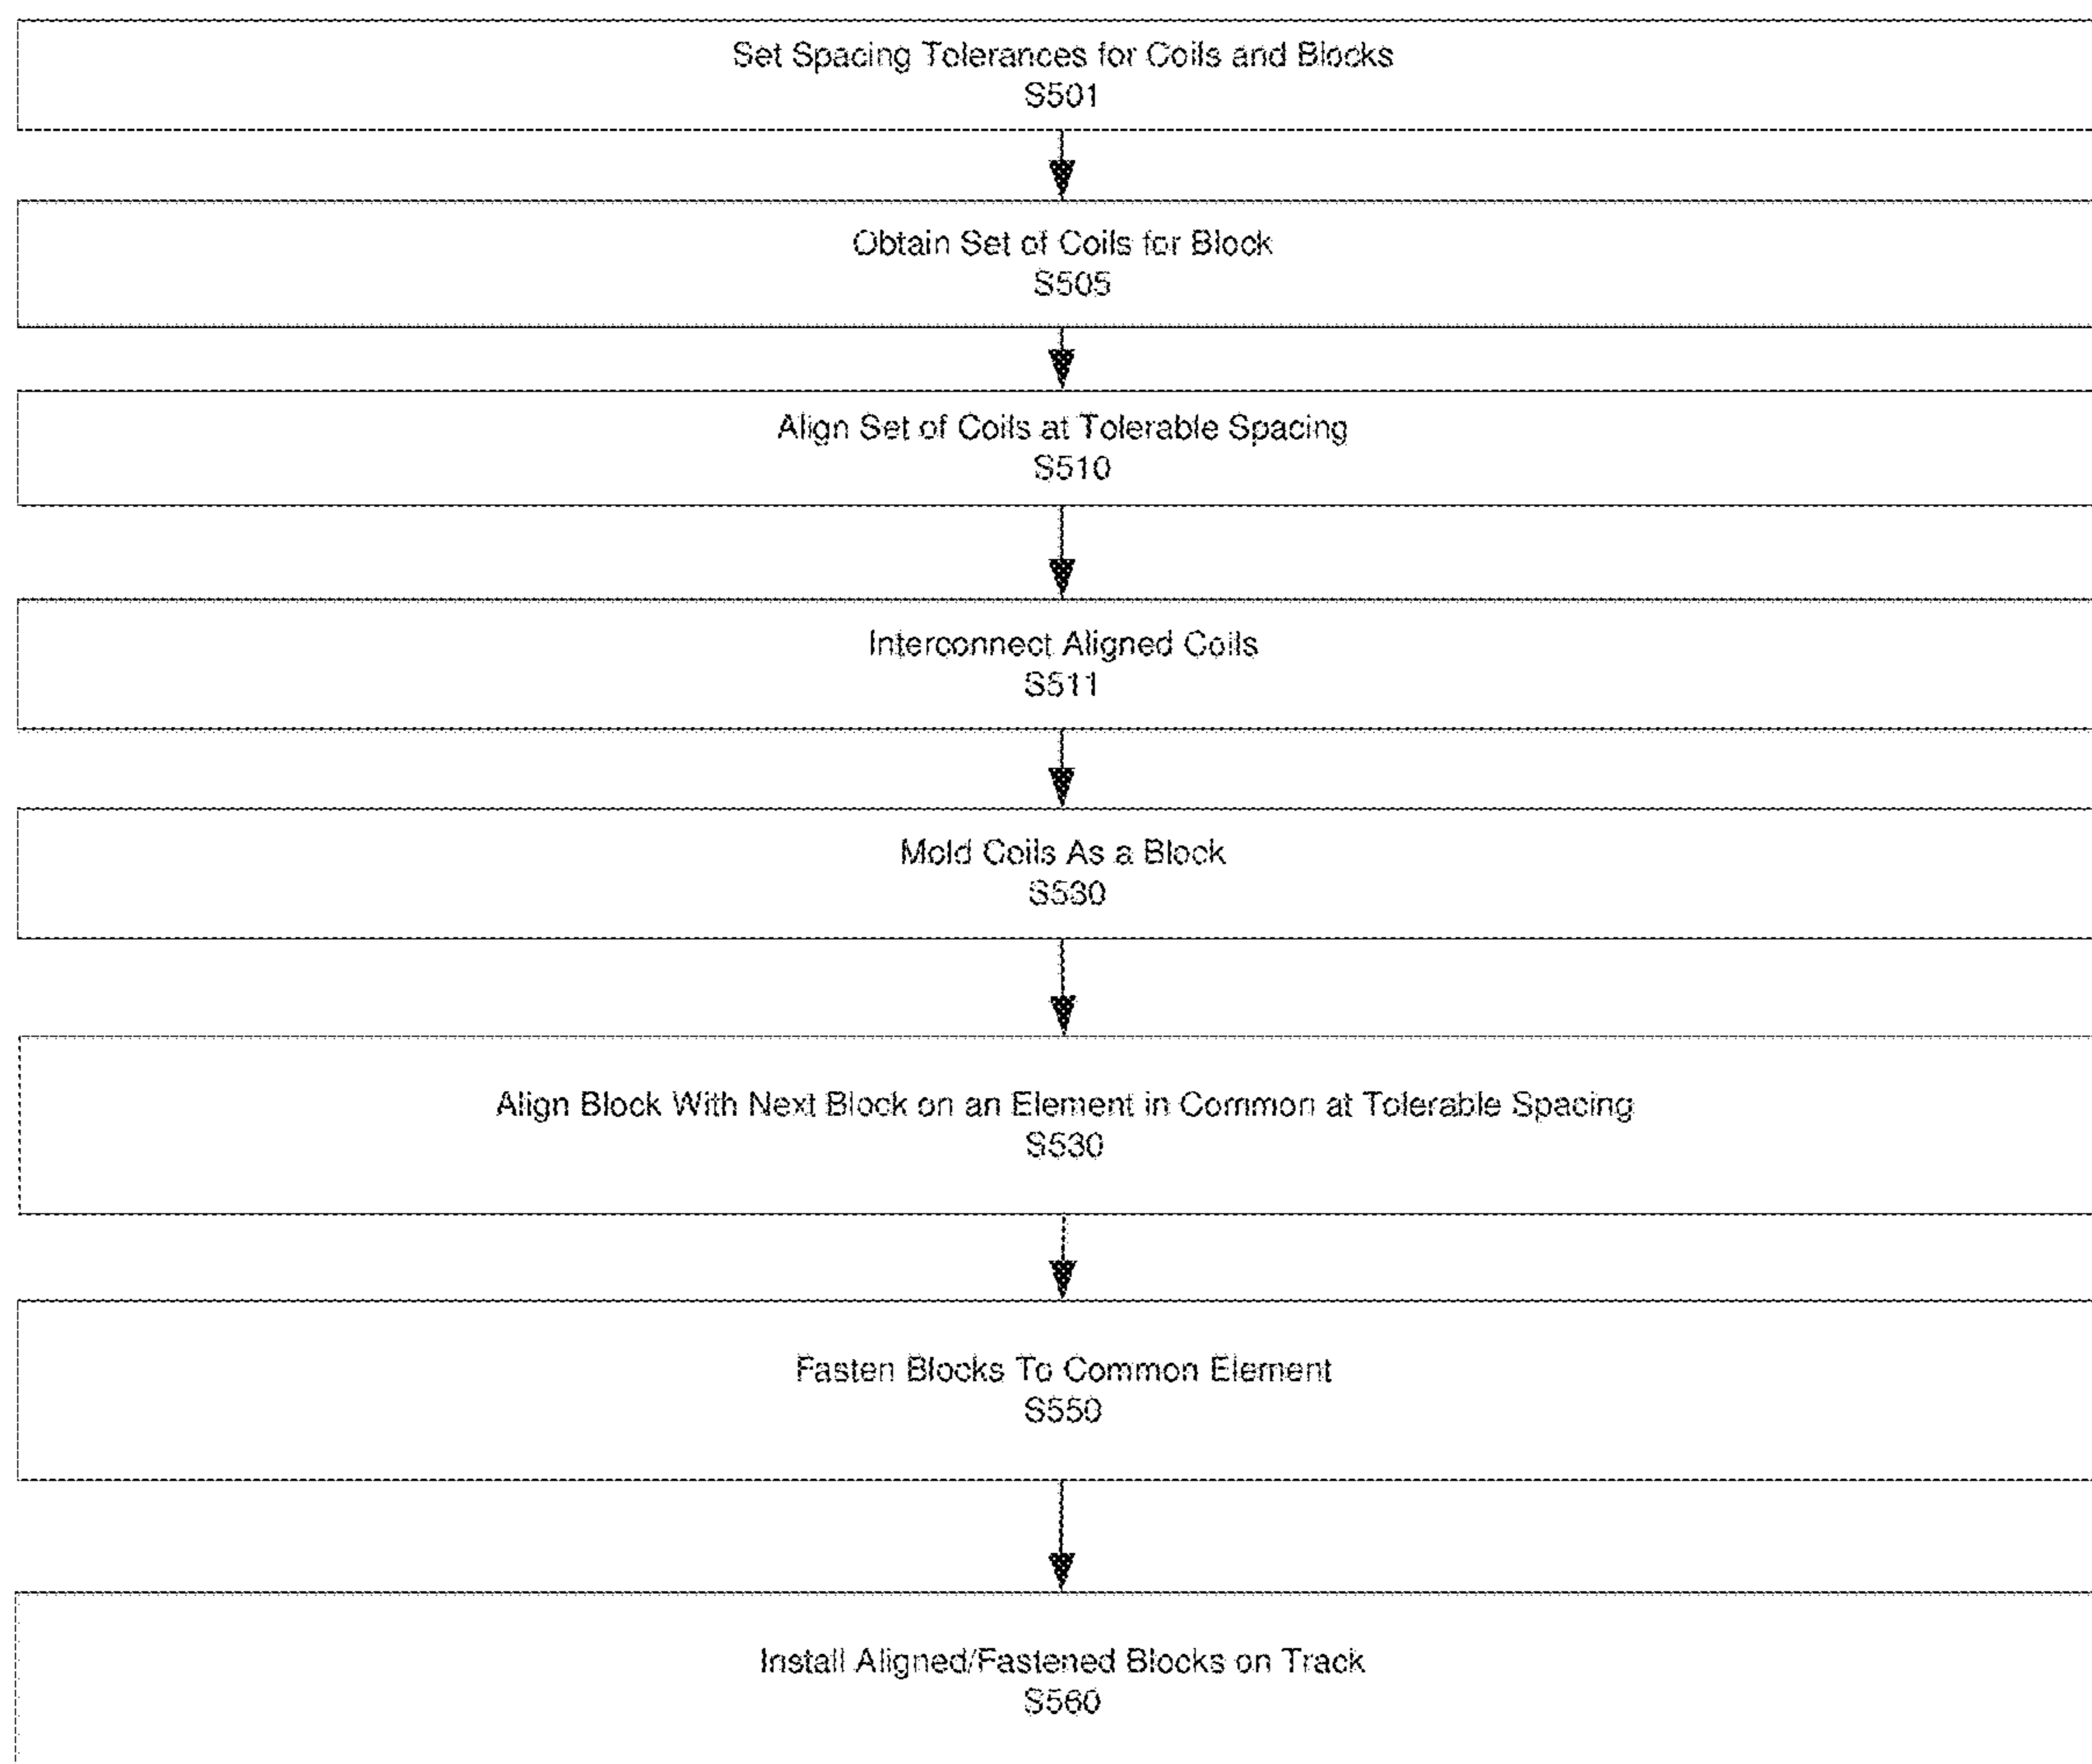 Set Spacing Tolerances for Coils and Blocks
S501
Obtain Set of Coils for Block
S505
Align Set of Coils at Tolerable Spacing
S510
Interconnect Aligned Coils
S511
Mold Coils As a Block
S530
Align Block With Next Block on an Element in Common at Tolerable Spacing
S530
Fasten Blocks To Common Element
S550
Install Aligned/Fastened Blocks on Track
S560